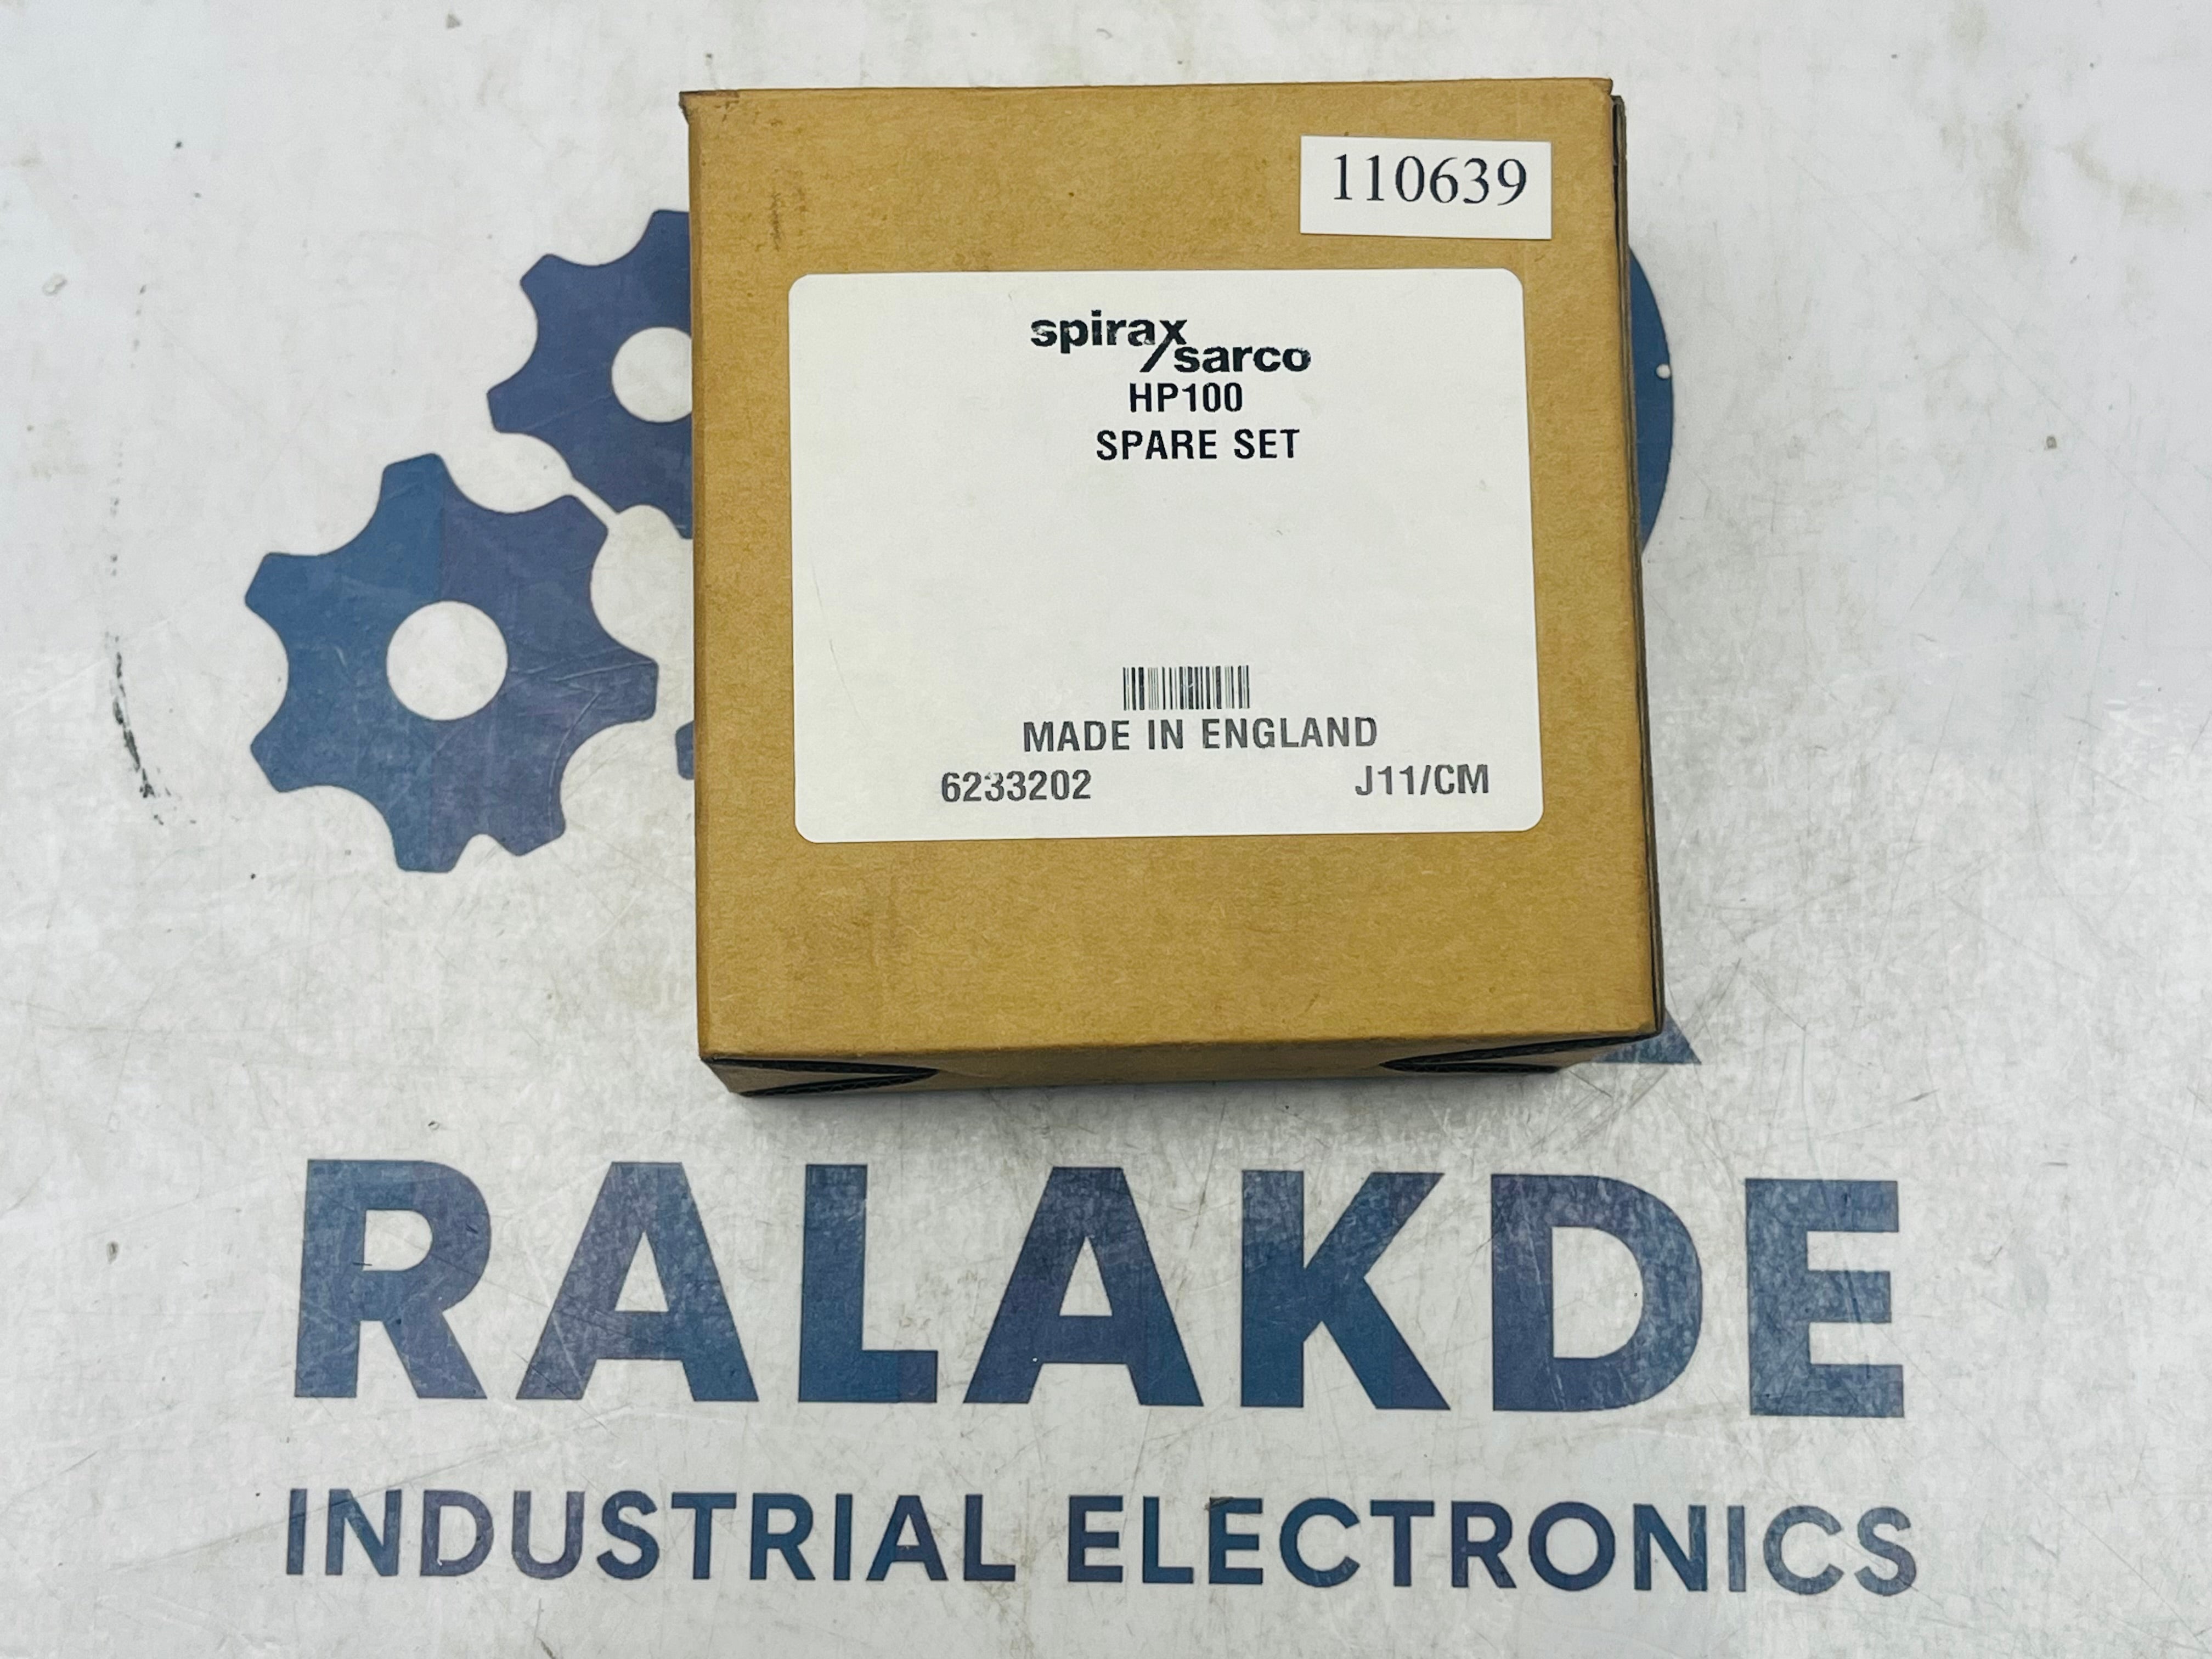 110639
spirax
sarco
HP100
SPARE SET
MADE IN ENGLAND
6233202 J11/CM
RALAKDE
INDUSTRIAL ELECTRONICS